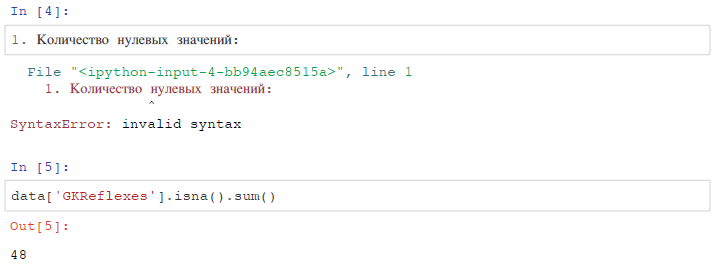 In [4]:
1. Количество нулевых значений:
File "<ipython-input-4-bb94aec8515a>", line 1
1. Количество нулевых значений:
^
SyntaxError: invalid syntax
In [5]:
data['GKReflexes'].isna().sum()
Out[5]:
48